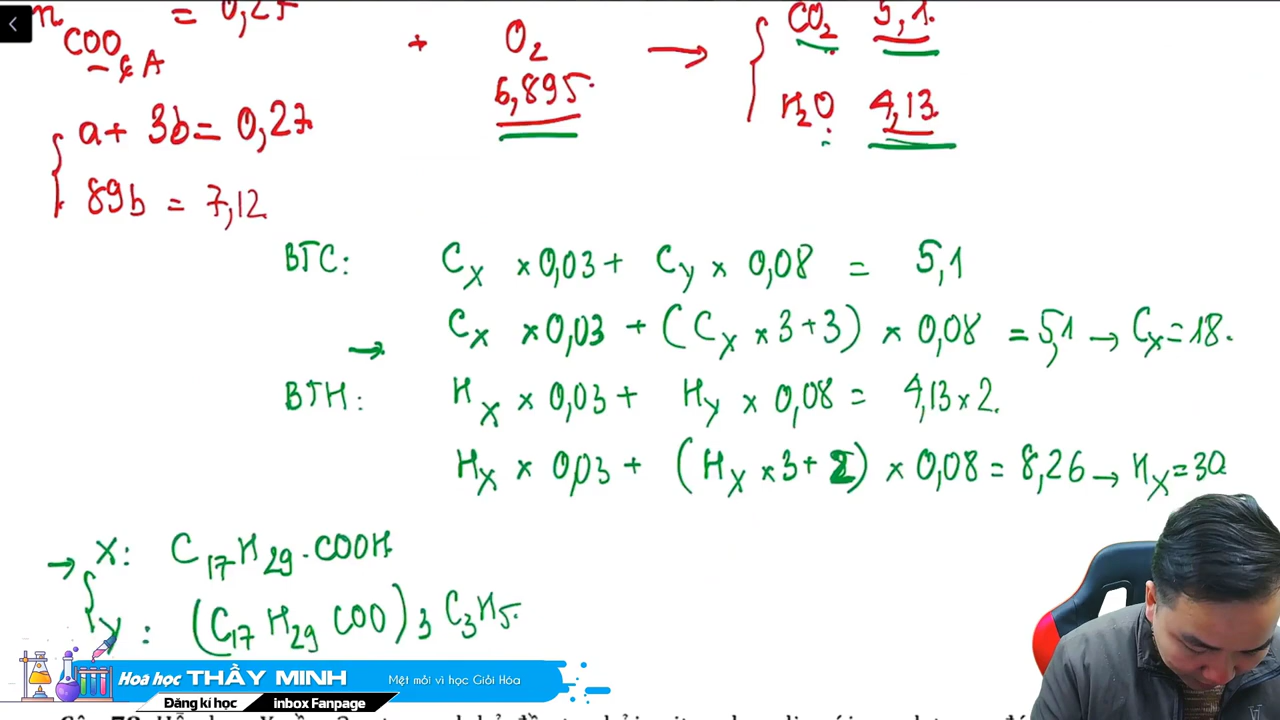 n COO ε A = 0,27 + O2 6,895 → { CO2 5,1
H2O 4,13
{ a + 3b = 0,27
89b = 7,12
BTC: Cx × 0,03 + Cy × 0,08 = 5,1
→ Cx × 0,03 + (Cx × 3 + 3) × 0,08 = 5,1 → Cx = 18.
BTH: Hx × 0,03 + Hy × 0,08 = 4,13 × 2.
Hx × 0,03 + (Hx × 3 + 2) × 0,08 = 8,26 → Hx = 30
→ { X: C17H29-COOH
Y: (C17H29COO)3C3H5.
Hoá học THẦY MINH
Mệt mỏi vì học Giỏi Hóa
Đăng kí học
inbox Fanpage